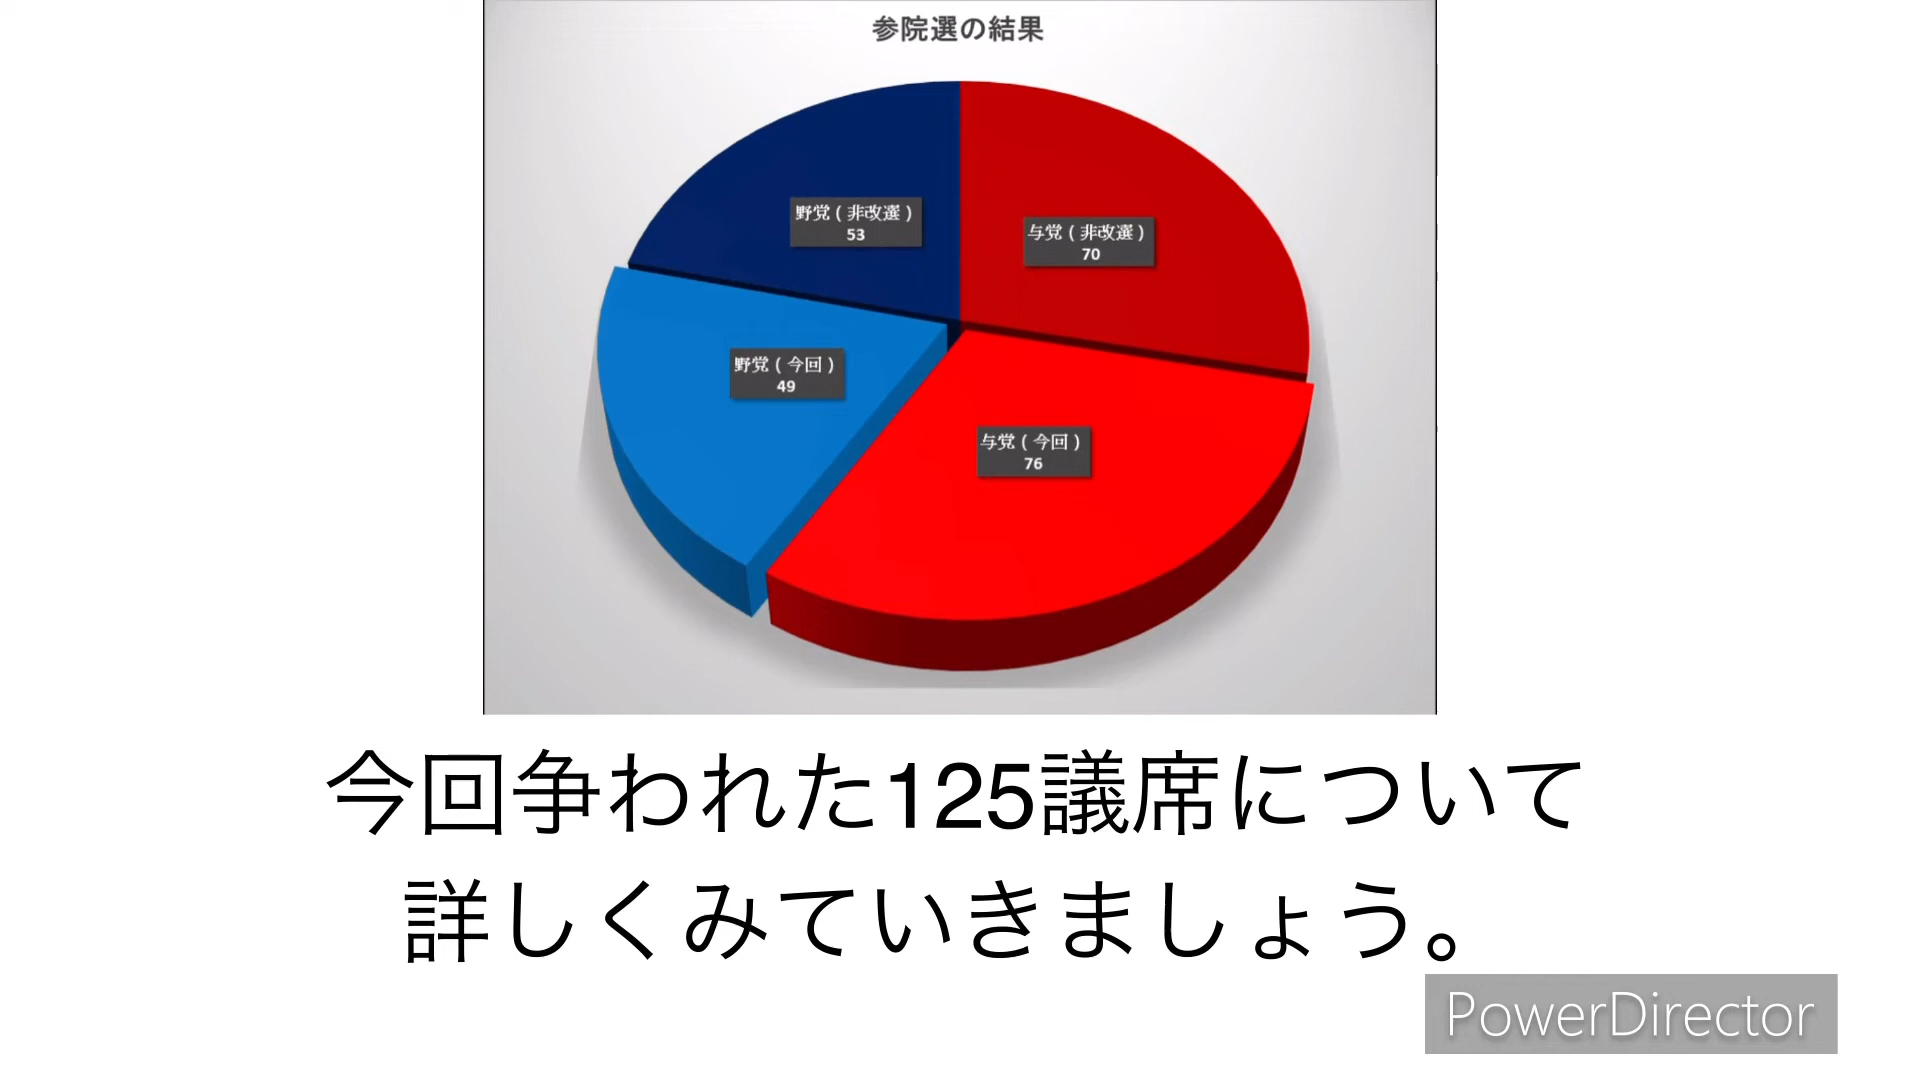 参院選の結果
野党(非改選)
53
与党(非改選)
70
野党(今回)
49
与党(今回)
76
今回争われた125議席について
詳しくみていきましょう。
PowerDirector